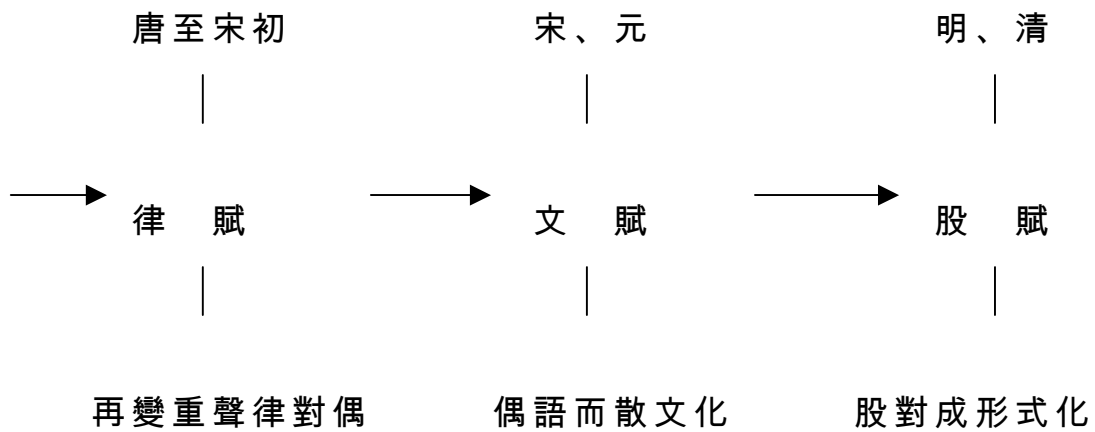 唐至宋初 宋、元 明、清
律 賦 文 賦 股 賦
再變重聲律對偶 偶語而散文化 股對成形式化